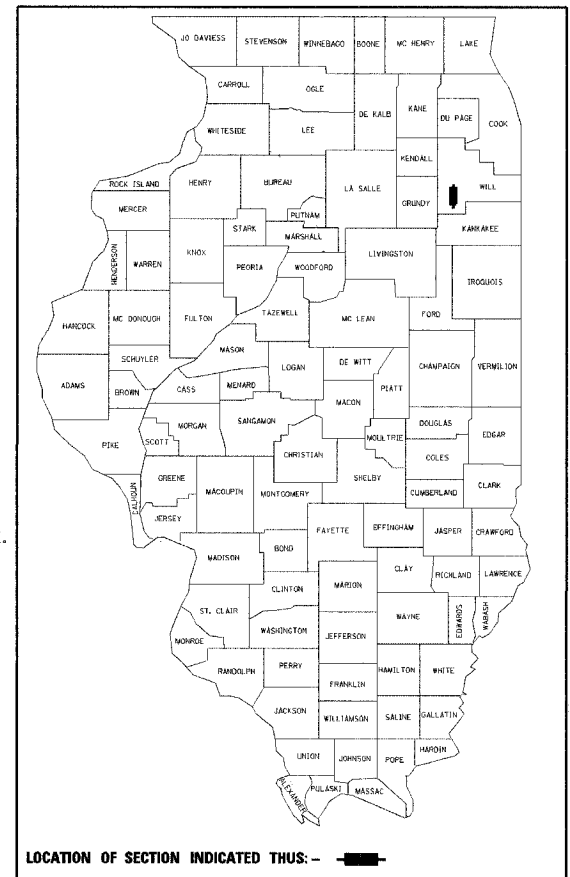 JO DAVIESS STEVENSON WINNEBAGO BOONE MC HENRY LAKE
CARROLL OGLE KANE DU PAGE COOK
DE KALB
WHITESIDE LEE
KENDALL
ROCK ISLAND HENRY BUREAU LA SALLE GRUNDY WILL
MERCER PUTNAM
KANKAKEE
STARK MARSHALL
HENDERSON WARREN KNOX PEORIA WOODFORD LIVINGSTON
IROQUOIS
FULTON TAZEWELL MC LEAN FORD
HANCOCK MC DONOUGH
MASON
SCHUYLER LOGAN DE WITT CHAMPAIGN VERMILION
ADAMS BROWN CASS MENARD PIATT
MACON
MORGAN SANGAMON DOUGLAS
PIKE SCOTT MOULTRIE EDGAR
CHRISTIAN COLES
GREENE SHELBY
CALHOUN MACOUPIN MONTGOMERY CUMBERLAND CLARK
JERSEY FAYETTE EFFINGHAM JASPER CRAWFORD
MADISON BOND
CLAY
CLINTON MARION RICHLAND LAWRENCE
ST. CLAIR WAYNE EDWARDS WABASH
WASHINGTON JEFFERSON
MONROE
RANDOLPH PERRY HAMILTON WHITE
FRANKLIN
JACKSON WILLIAMSON SALINE GALLATIN
UNION JOHNSON POPE HARDIN
ALEXANDER PULASKI MASSAC
LOCATION OF SECTION INDICATED THUS: -